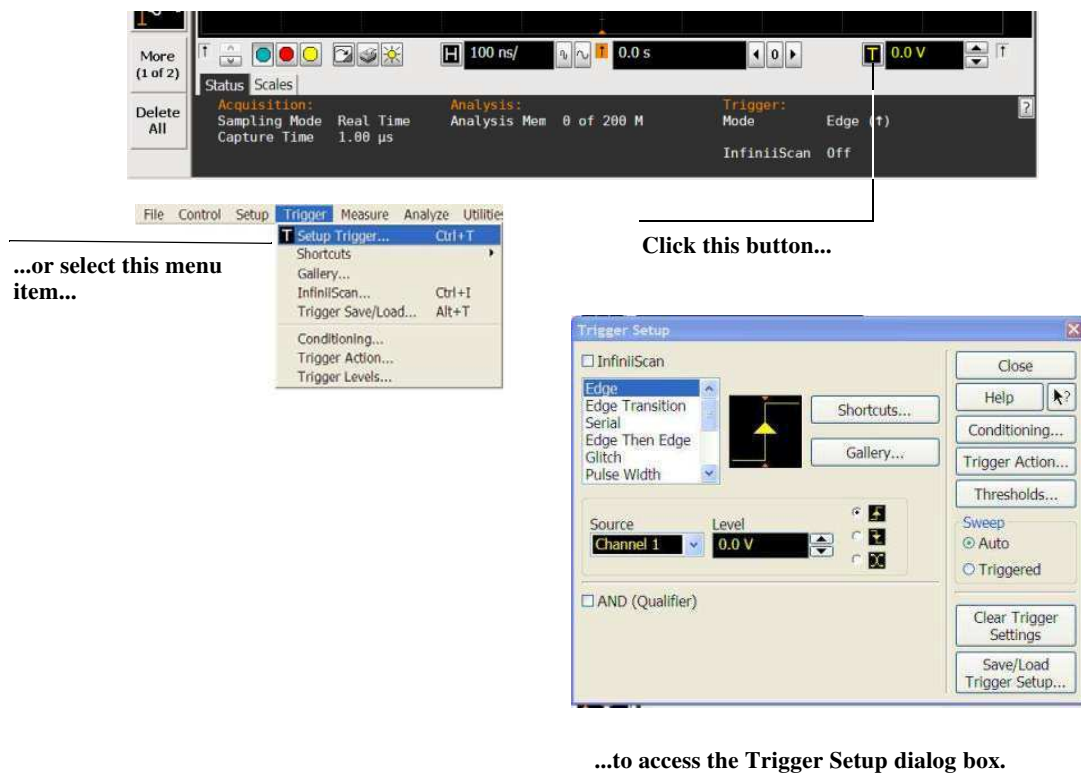 More
(1 of 2)
Delete
All
H 100 ns/ 0.0 s 0 T 0.0 V
Status Scales
Acquisition: Analysis: Trigger:
Sampling Mode Real Time Analysis Mem 0 of 200 M Mode Edge (↑)
Capture Time 1.00 µs
InfiniiScan Off
?
File Control Setup Trigger Measure Analyze Utilities
T Setup Trigger... Ctrl+T
Shortcuts
Gallery...
InfiniiScan... Ctrl+I
Trigger Save/Load... Alt+T
Conditioning...
Trigger Action...
Trigger Levels...
...or select this menu
item...
Click this button...
Trigger Setup
InfiniiScan
Edge
Edge Transition
Serial
Edge Then Edge
Glitch
Pulse Width
Shortcuts...
Gallery...
Source Level
Channel 1 0.0 V
AND (Qualifier)
Close
Help ?
Conditioning...
Trigger Action...
Thresholds...
Sweep
Auto
Triggered
Clear Trigger
Settings
Save/Load
Trigger Setup...
...to access the Trigger Setup dialog box.